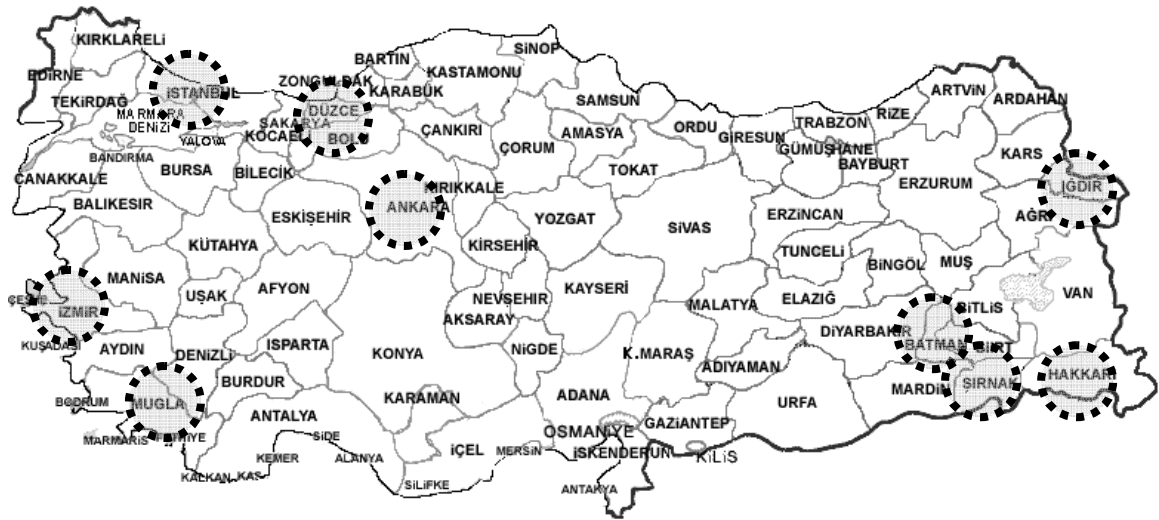 KIRKLARELİ
EDİRNE
TEKİRDAĞ
İSTANBUL
MARMARA
DENİZİ
YALOVA
KOCAELİ
SAKARYA
DÜZCE
BOLU
ZONGULDAK
BARTIN
KARABÜK
KASTAMONU
SİNOP
ÇANKIRI
SAMSUN
AMASYA
ÇORUM
ORDU
TOKAT
GİRESUN
TRABZON
GÜMÜŞHANE
BAYBURT
RİZE
ARTVİN
ARDAHAN
KARS
IĞDIR
AĞRI
ERZURUM
ERZİNCAN
BANDIRMA
ÇANAKKALE
BALIKESIR
BURSA
BİLECİK
ESKİŞEHİR
ANKARA
KIRIKKALE
KİRSEHİR
YOZGAT
SİVAS
TUNCELİ
BİNGÖL
MUŞ
VAN
BİTLİS
KÜTAHYA
MANİSA
UŞAK
AFYON
ÇEŞME
İZMİR
KUŞADASI
AYDIN
DENİZLİ
ISPARTA
BURDUR
KONYA
AKSARAY
NEVŞEHIR
NİGDE
KAYSERİ
MALATYA
ELAZIĞ
DİYARBAKIR
BATMAN
SİİRT
ŞIRNAK
HAKKARİ
MARDİN
URFA
ADIYAMAN
K.MARAŞ
GAZİANTEP
KİLİS
ADANA
OSMANİYE
İSKENDERUN
ANTAKYA
MERSİN
İÇEL
SİLİFKE
KARAMAN
ANTALYA
SİDE
ALANYA
KEMER
KAŞ
KALKAN
FETHİYE
MARMARİS
MUGLA
BODRUM